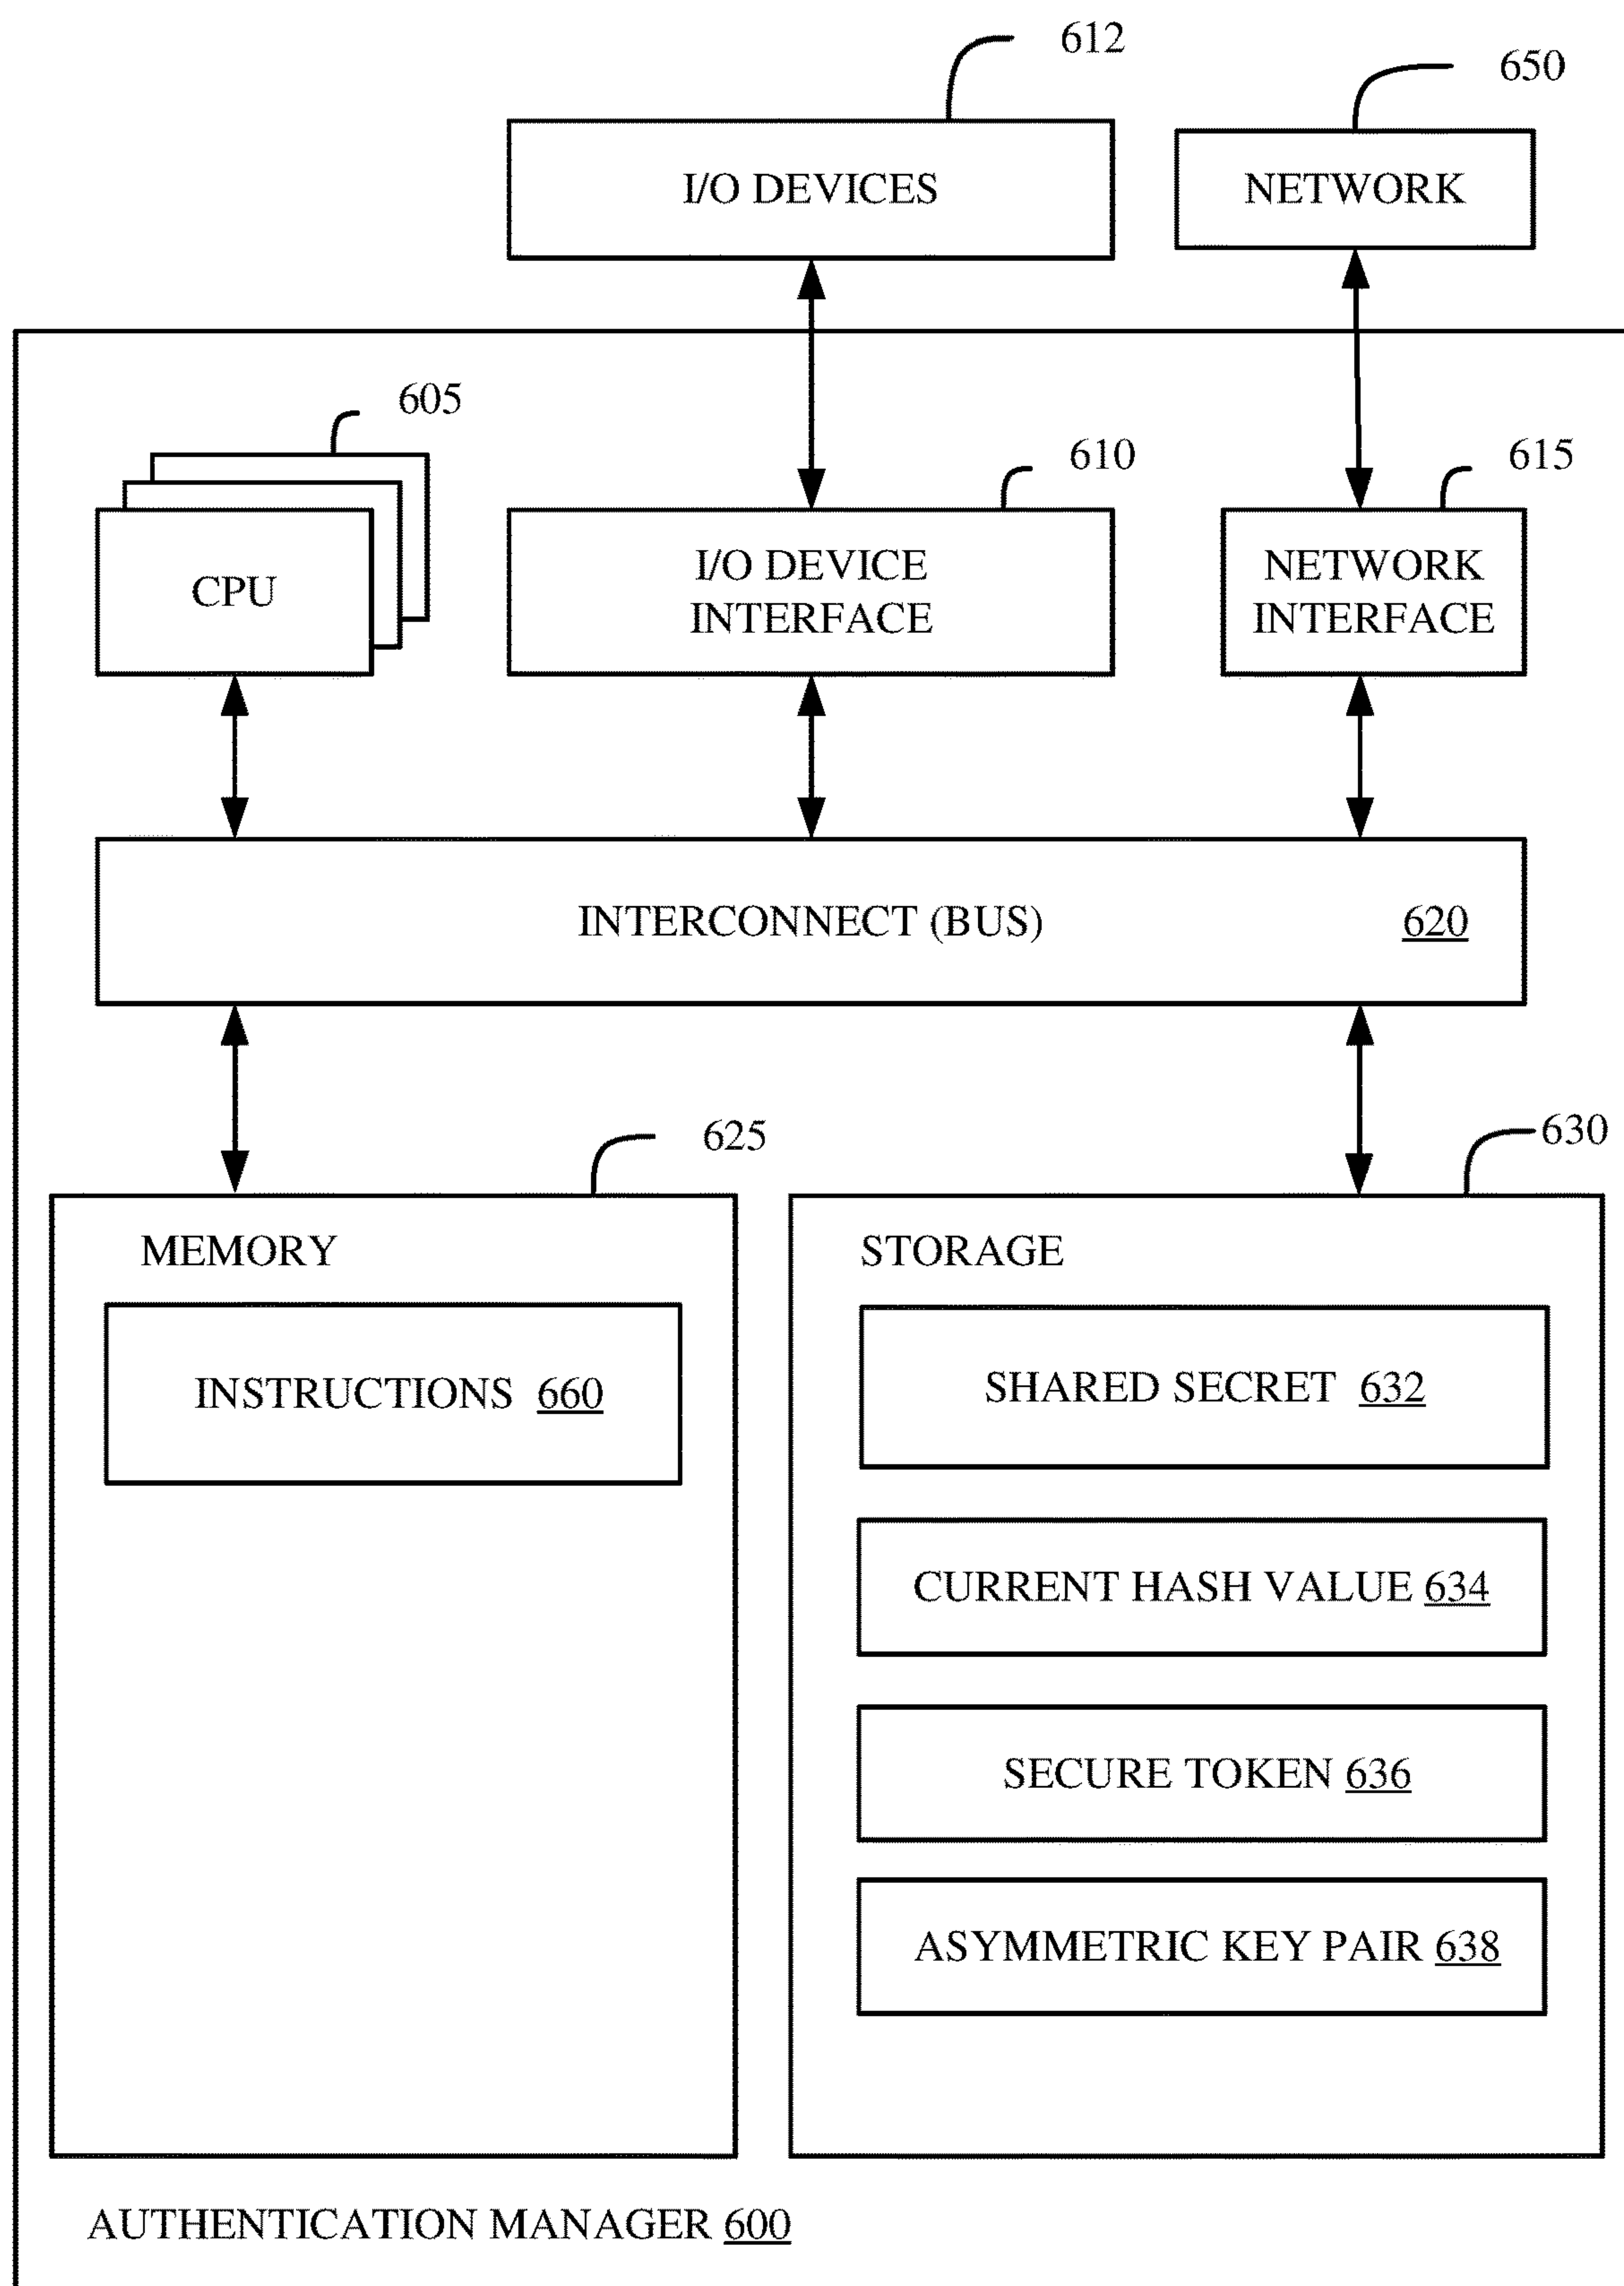 612
650
I/O DEVICES
NETWORK
605
610
615
CPU
I/O DEVICE
INTERFACE
NETWORK
INTERFACE
INTERCONNECT (BUS) 620
625
630
MEMORY
STORAGE
INSTRUCTIONS 660
SHARED SECRET 632
CURRENT HASH VALUE 634
SECURE TOKEN 636
ASYMMETRIC KEY PAIR 638
AUTHENTICATION MANAGER 600